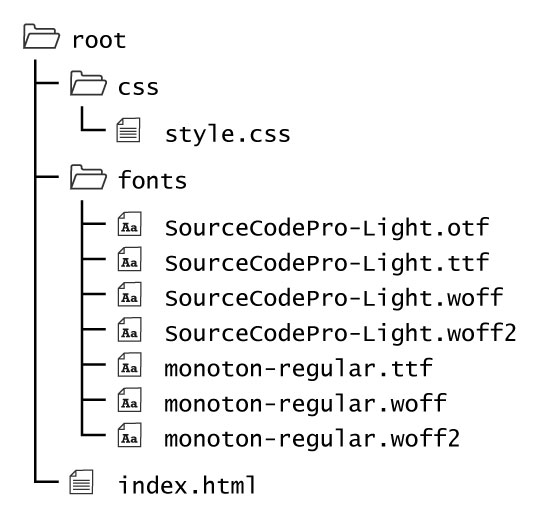 root
css
style.css
fonts
Aa SourceCodePro-Light.otf
Aa SourceCodePro-Light.ttf
Aa SourceCodePro-Light.woff
Aa SourceCodePro-Light.woff2
Aa monoton-regular.ttf
Aa monoton-regular.woff
Aa monoton-regular.woff2
index.html